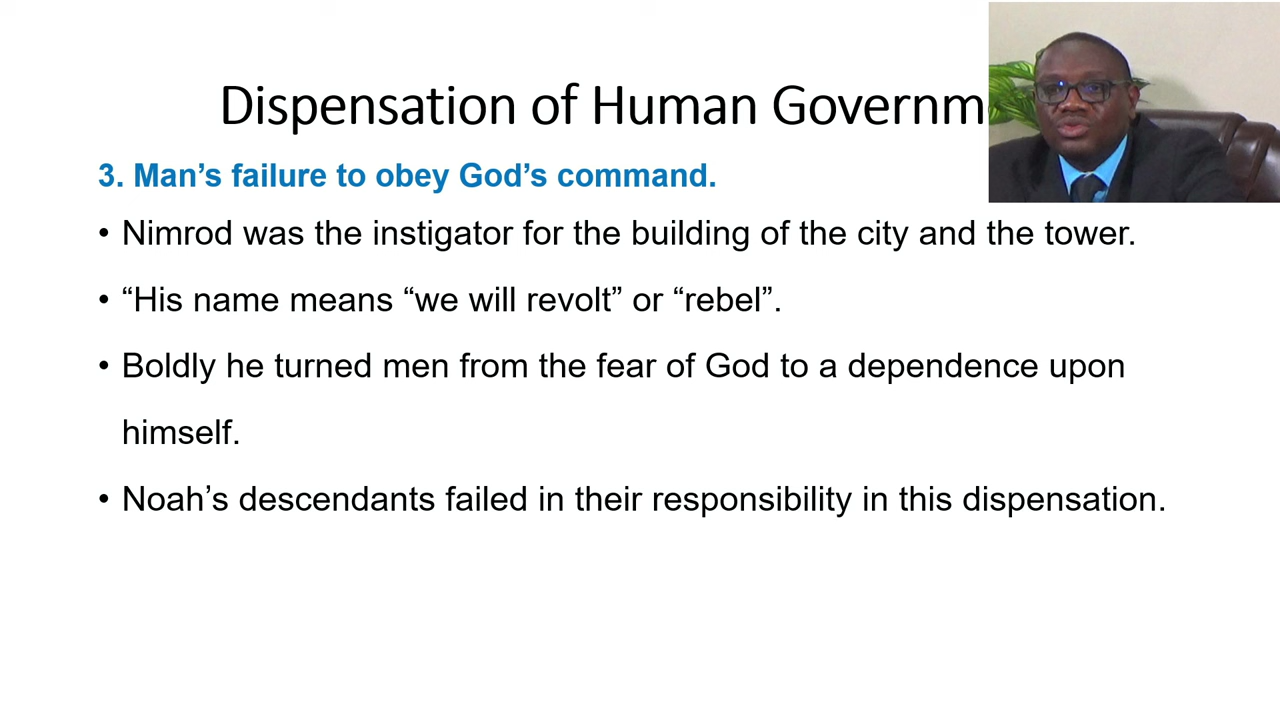 Dispensation of Human Governm
3. Man’s failure to obey God’s command.
• Nimrod was the instigator for the building of the city and the tower.
• “His name means “we will revolt” or “rebel”.
• Boldly he turned men from the fear of God to a dependence upon
himself.
• Noah’s descendants failed in their responsibility in this dispensation.